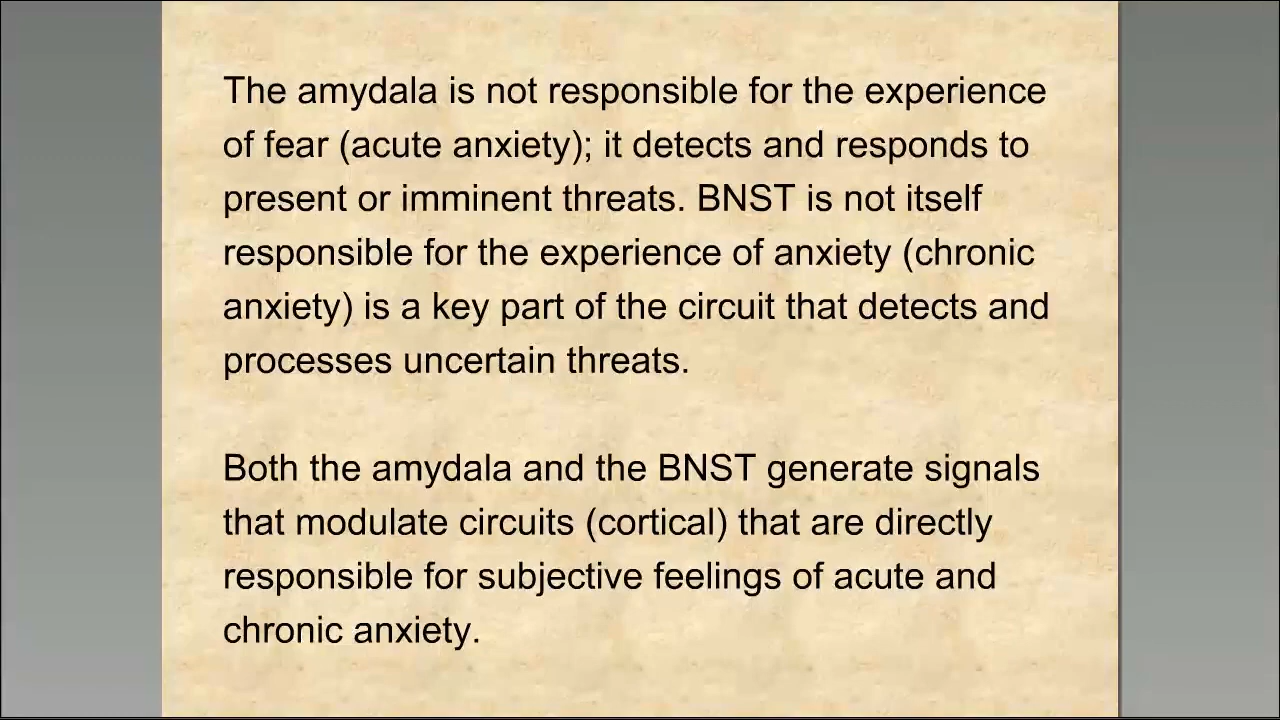 The amydala is not responsible for the experience
of fear (acute anxiety); it detects and responds to
present or imminent threats. BNST is not itself
responsible for the experience of anxiety (chronic
anxiety) is a key part of the circuit that detects and
processes uncertain threats.
Both the amydala and the BNST generate signals
that modulate circuits (cortical) that are directly
responsible for subjective feelings of acute and
chronic anxiety.